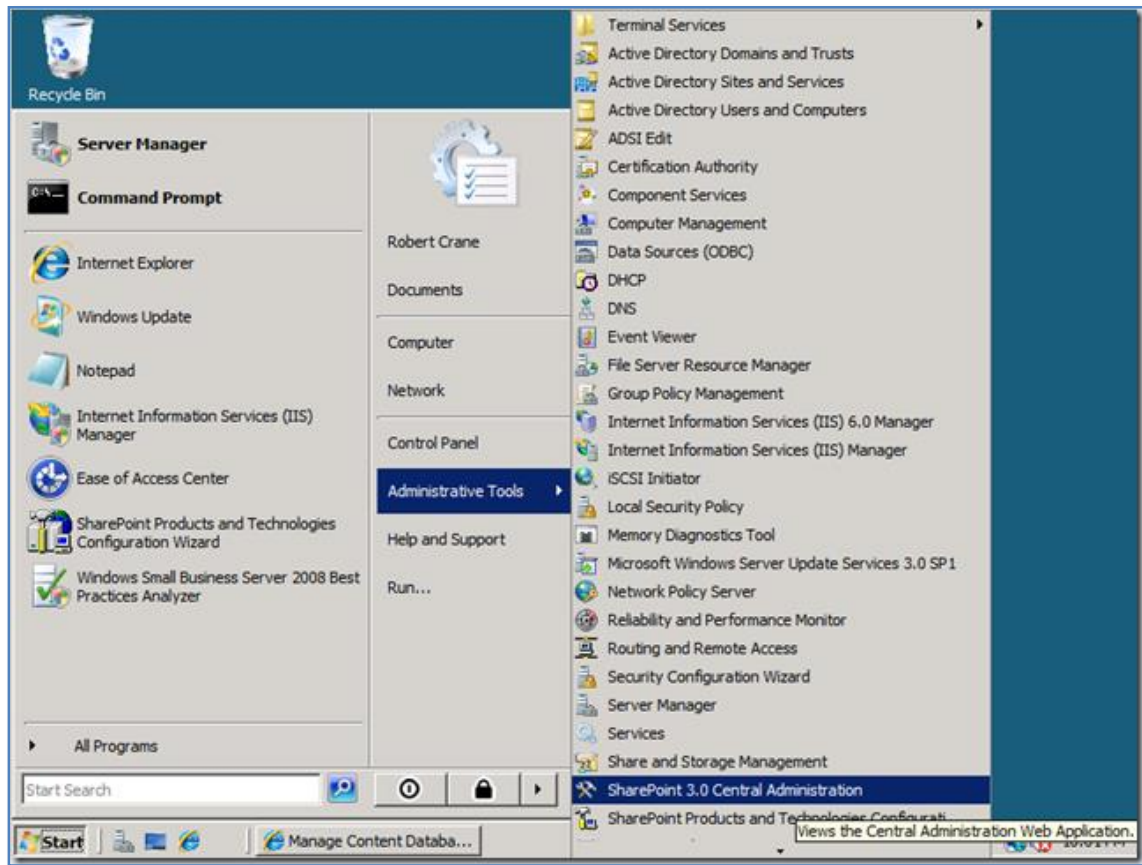 Recycle Bin
Server Manager
Command Prompt
Internet Explorer
Windows Update
Notepad
Internet Information Services (IIS)
Manager
Ease of Access Center
SharePoint Products and Technologies
Configuration Wizard
Windows Small Business Server 2008 Best
Practices Analyzer
All Programs
Start Search
Robert Crane
Documents
Computer
Network
Control Panel
Administrative Tools
Help and Support
Run...
Terminal Services
Active Directory Domains and Trusts
Active Directory Sites and Services
Active Directory Users and Computers
ADSI Edit
Certification Authority
Component Services
Computer Management
Data Sources (ODBC)
DHCP
DNS
Event Viewer
File Server Resource Manager
Group Policy Management
Internet Information Services (IIS) 6.0 Manager
Internet Information Services (IIS) Manager
iSCSI Initiator
Local Security Policy
Memory Diagnostics Tool
Microsoft Windows Server Update Services 3.0 SP1
Network Policy Server
Reliability and Performance Monitor
Routing and Remote Access
Security Configuration Wizard
Server Manager
Services
Share and Storage Management
SharePoint 3.0 Central Administration
SharePoint Products and Technologies Configurati...
Views the Central Administration Web Application.
Start
Manage Content Databa...